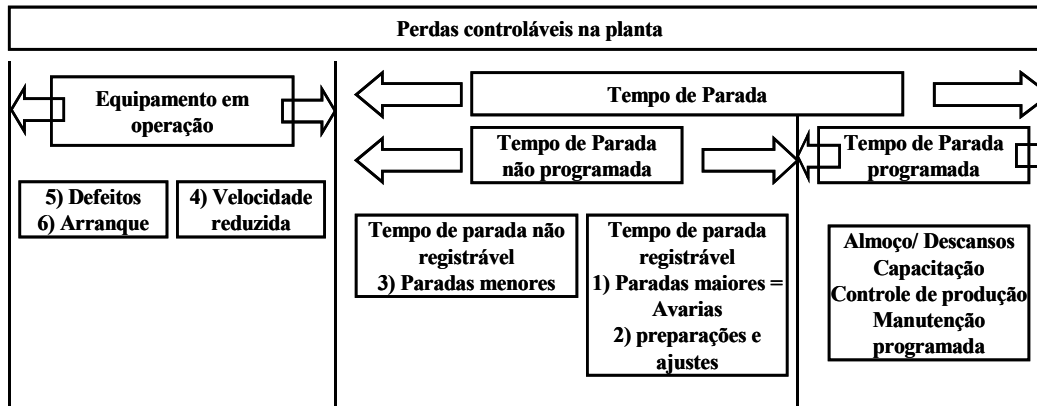 Perdas controláveis na planta
Equipamento em
operação
Tempo de Parada
Tempo de Parada
não programada
Tempo de Parada
programada
5) Defeitos
6) Arranque
4) Velocidade
reduzida
Tempo de parada não
registrável
3) Paradas menores
Tempo de parada
registrável
1) Paradas maiores =
Avarias
2) preparações e
ajustes
Almoço/ Descansos
Capacitação
Controle de produção
Manutenção
programada